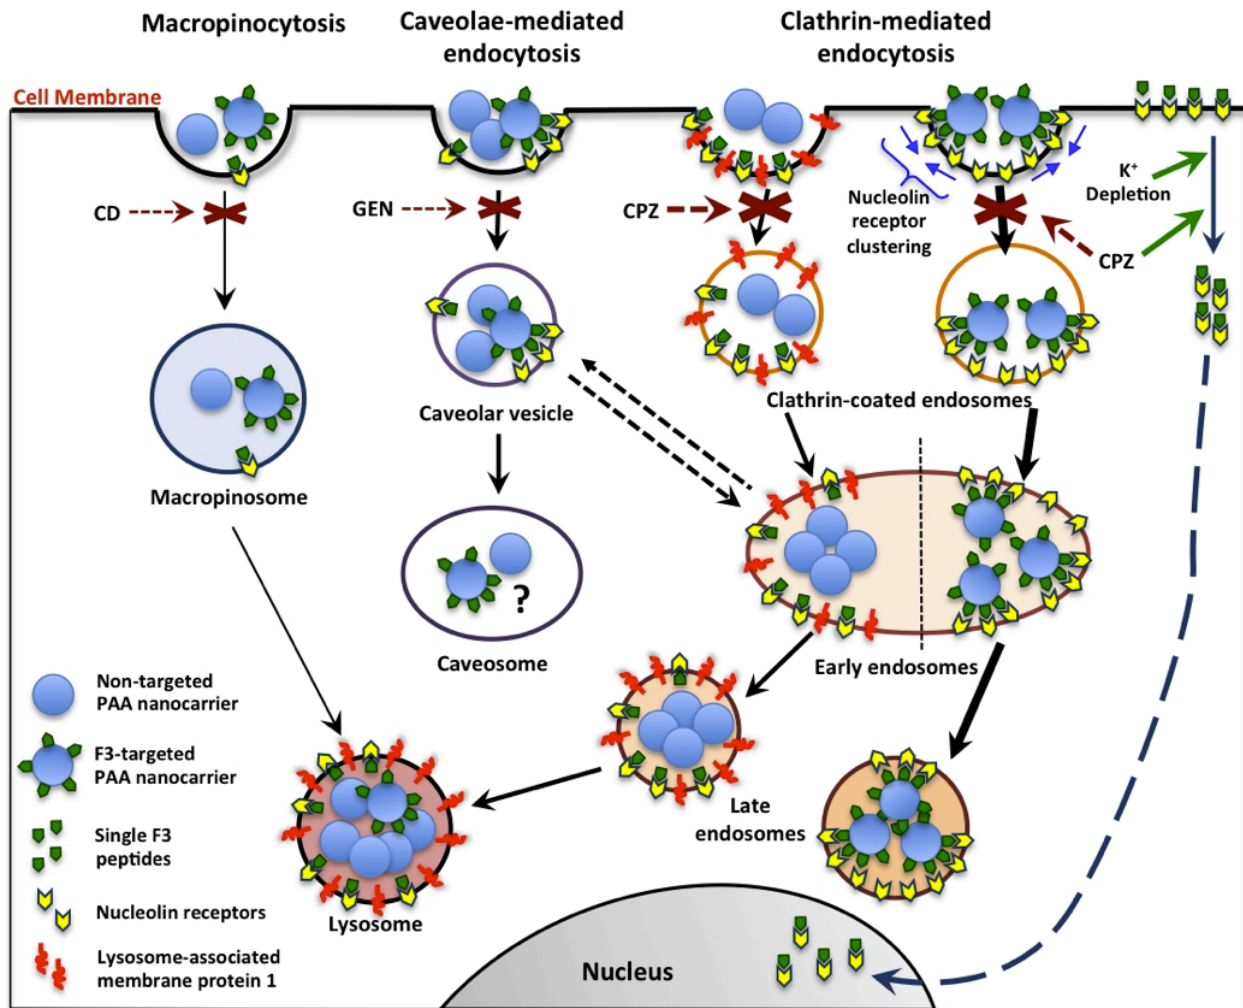 Macropinocytosis
Caveolae-mediated
endocytosis
Clathrin-mediated
endocytosis
Cell Membrane
CD
GEN
CPZ
Nucleolin
receptor
clustering
K+
Depletion
CPZ
Macropinosome
Caveolar vesicle
Clathrin-coated endosomes
?
Caveosome
Early endosomes
Late
endosomes
Lysosome
Nucleus
Non-targeted
PAA nanocarrier
F3-targeted
PAA nanocarrier
Single F3
peptides
Nucleolin receptors
Lysosome-associated
membrane protein 1